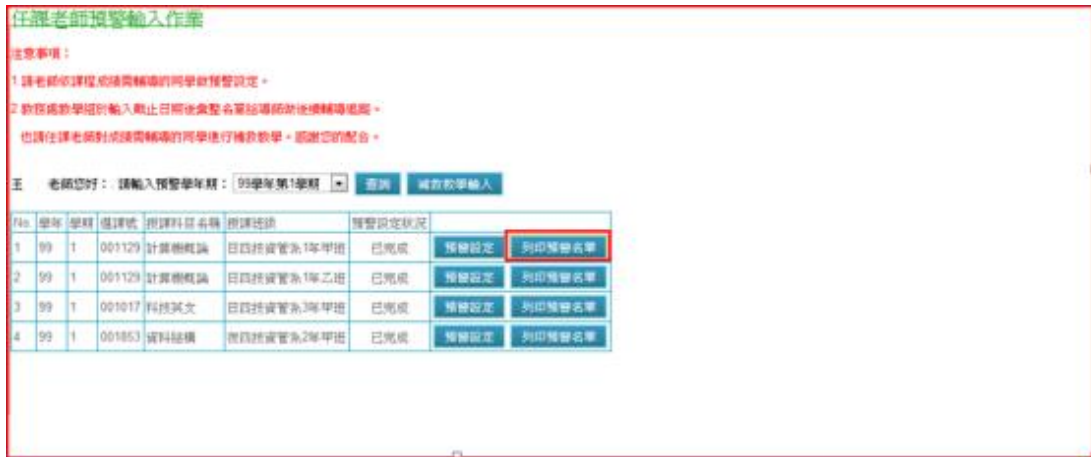 任課老師預警輸入作業
注意事項：
1.請老師依課程成績需輔導的同學做預警設定。
2.教務處教學組於輸入截止日期後彙整名單給導師做後續輔導追蹤。
也請任課老師對成績需輔導的同學進行補救教學。感謝您的配合。
王 老師您好： 請輸入預警學年期： 99學年第1學期 查詢 補救教學輸入
No. 學年 學期 選課號 授課科目名稱 授課班級 預警設定狀況
1 99 1 001129 計算機概論 日四技資管系1年甲班 已完成 預警設定 列印預警名單
2 99 1 001129 計算機概論 日四技資管系1年乙班 已完成 預警設定 列印預警名單
3 99 1 001017 科技英文 日四技資管系3年甲班 已完成 預警設定 列印預警名單
4 99 1 001853 資料結構 夜四技資管系2年甲班 已完成 預警設定 列印預警名單